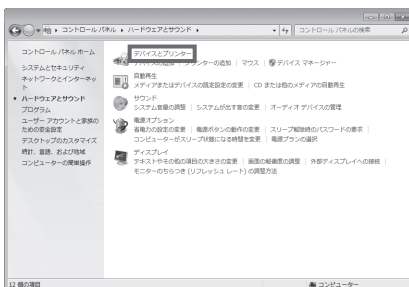 コントロール パネル ▸ ハードウェアとサウンド ▸
コントロール パネルの検索
コントロール パネル ホーム
システムとセキュリティ
ネットワークとインターネット
ハードウェアとサウンド
プログラム
ユーザー アカウントと家族のための安全設定
デスクトップのカスタマイズ
時計、言語、および地域
コンピューターの簡単操作
デバイスとプリンター
デバイスの追加 | プリンターの追加 | マウス | デバイス マネージャー
自動再生
メディアまたはデバイスの既定設定の変更 | CD または他のメディアの自動再生
サウンド
システム音量の調整 | システムが出す音の変更 | オーディオ デバイスの管理
電源オプション
省電力の設定の変更 | 電源ボタンの動作の変更 | スリープ解除時のパスワードの要求
コンピューターがスリープ状態になる時間を変更 | 電源プランの選択
ディスプレイ
テキストやその他の項目の大きさの変更 | 画面の解像度の調整 | 外部ディスプレイへの接続
モニターのちらつき (リフレッシュ レート) の調整方法
12 個の項目
コンピューター